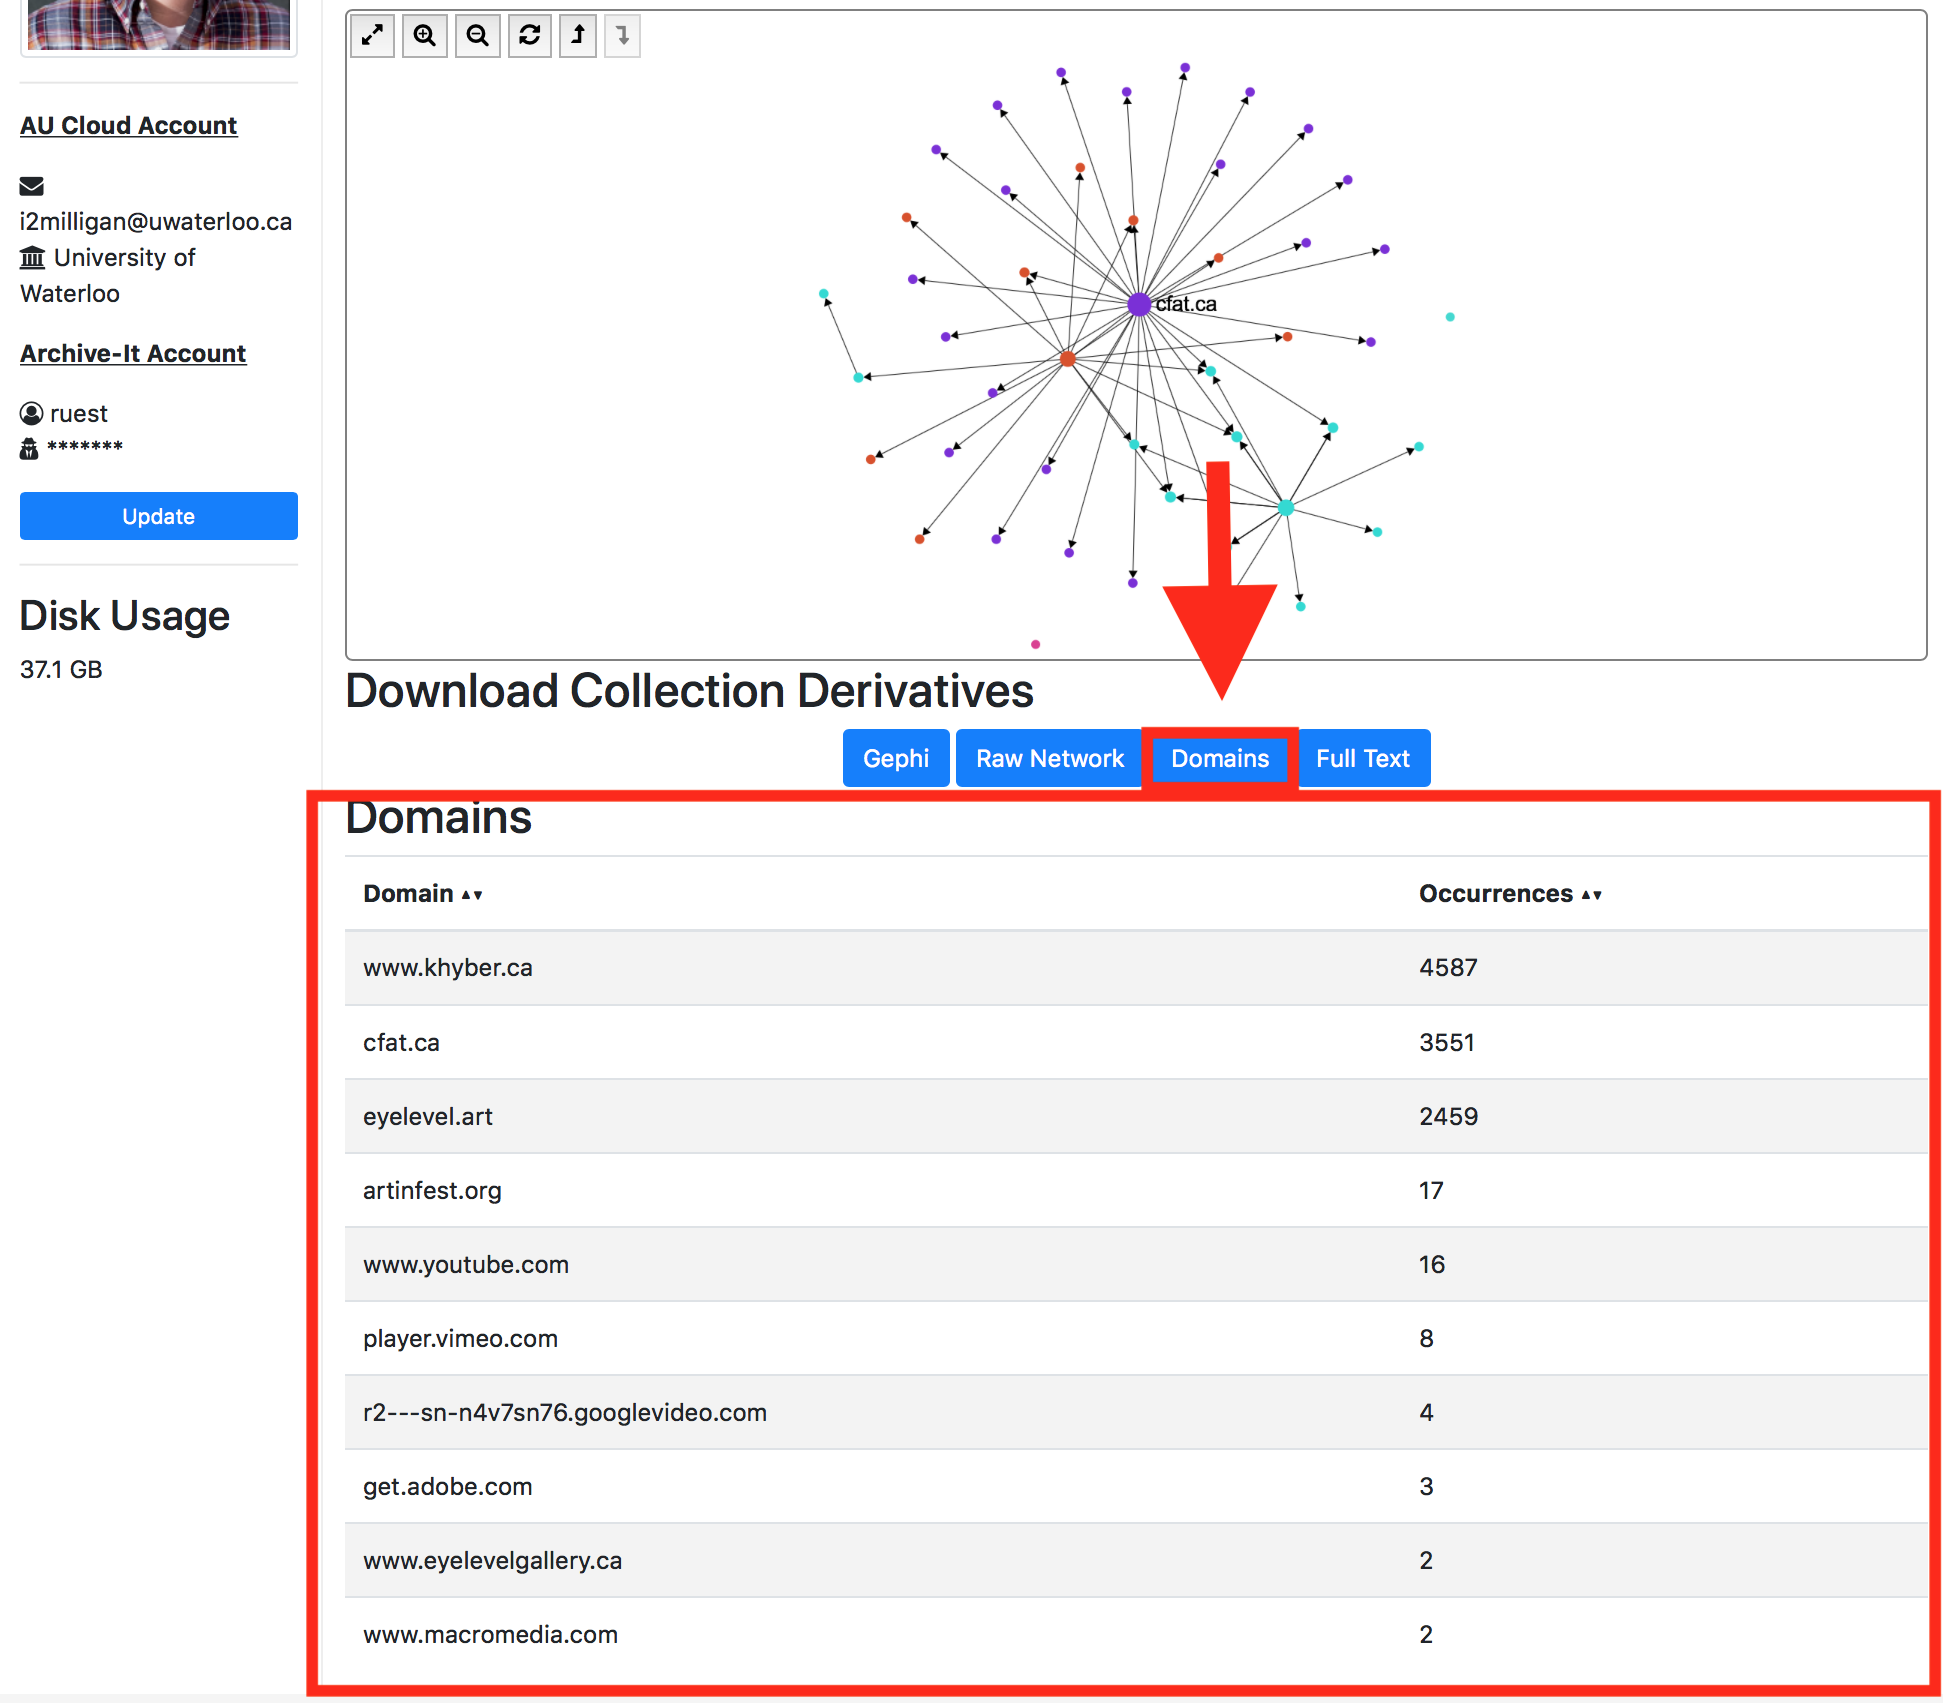 AU Cloud Account
i2milligan@uwaterloo.ca
University of
Waterloo
Archive-It Account
ruest
*******
Update
Disk Usage
37.1 GB
cfat.ca
Download Collection Derivatives
Gephi
Raw Network
Domains
Full Text
Domains
Domain Occurrences
www.khyber.ca 4587
cfat.ca 3551
eyelevel.art 2459
artinfest.org 17
www.youtube.com 16
player.vimeo.com 8
r2---sn-n4v7sn76.googlevideo.com 4
get.adobe.com 3
www.eyelevelgallery.ca 2
www.macromedia.com 2